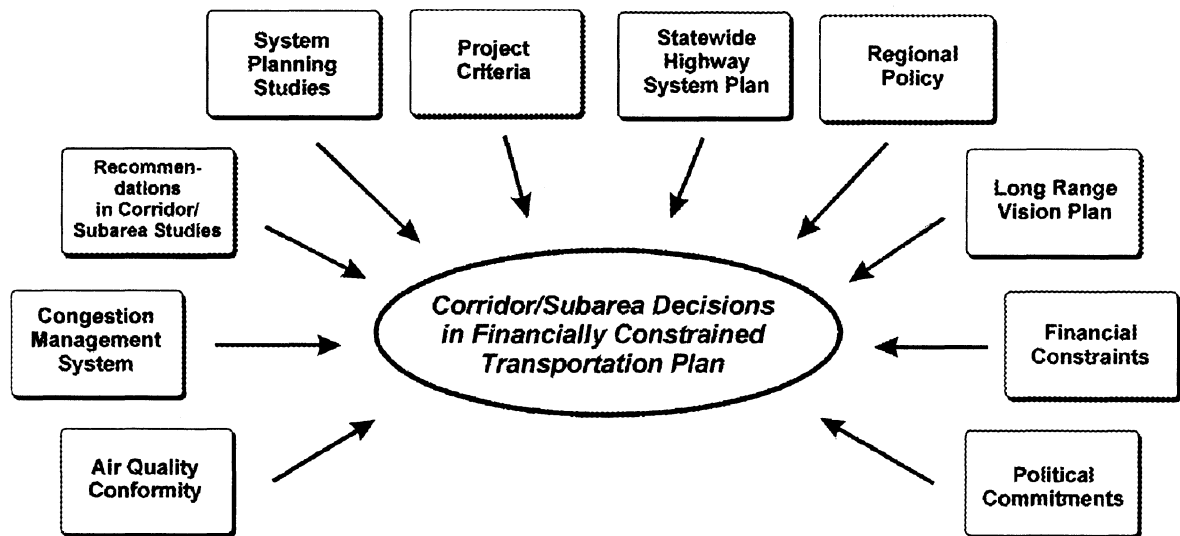 System
Planning
Studies
Project
Criteria
Statewide
Highway
System Plan
Regional
Policy
Recommen-
dations
in Corridor/
Subarea Studies
Long Range
Vision Plan
Corridor/Subarea Decisions
in Financially Constrained
Transportation Plan
Congestion
Management
System
Financial
Constraints
Air Quality
Conformity
Political
Commitments